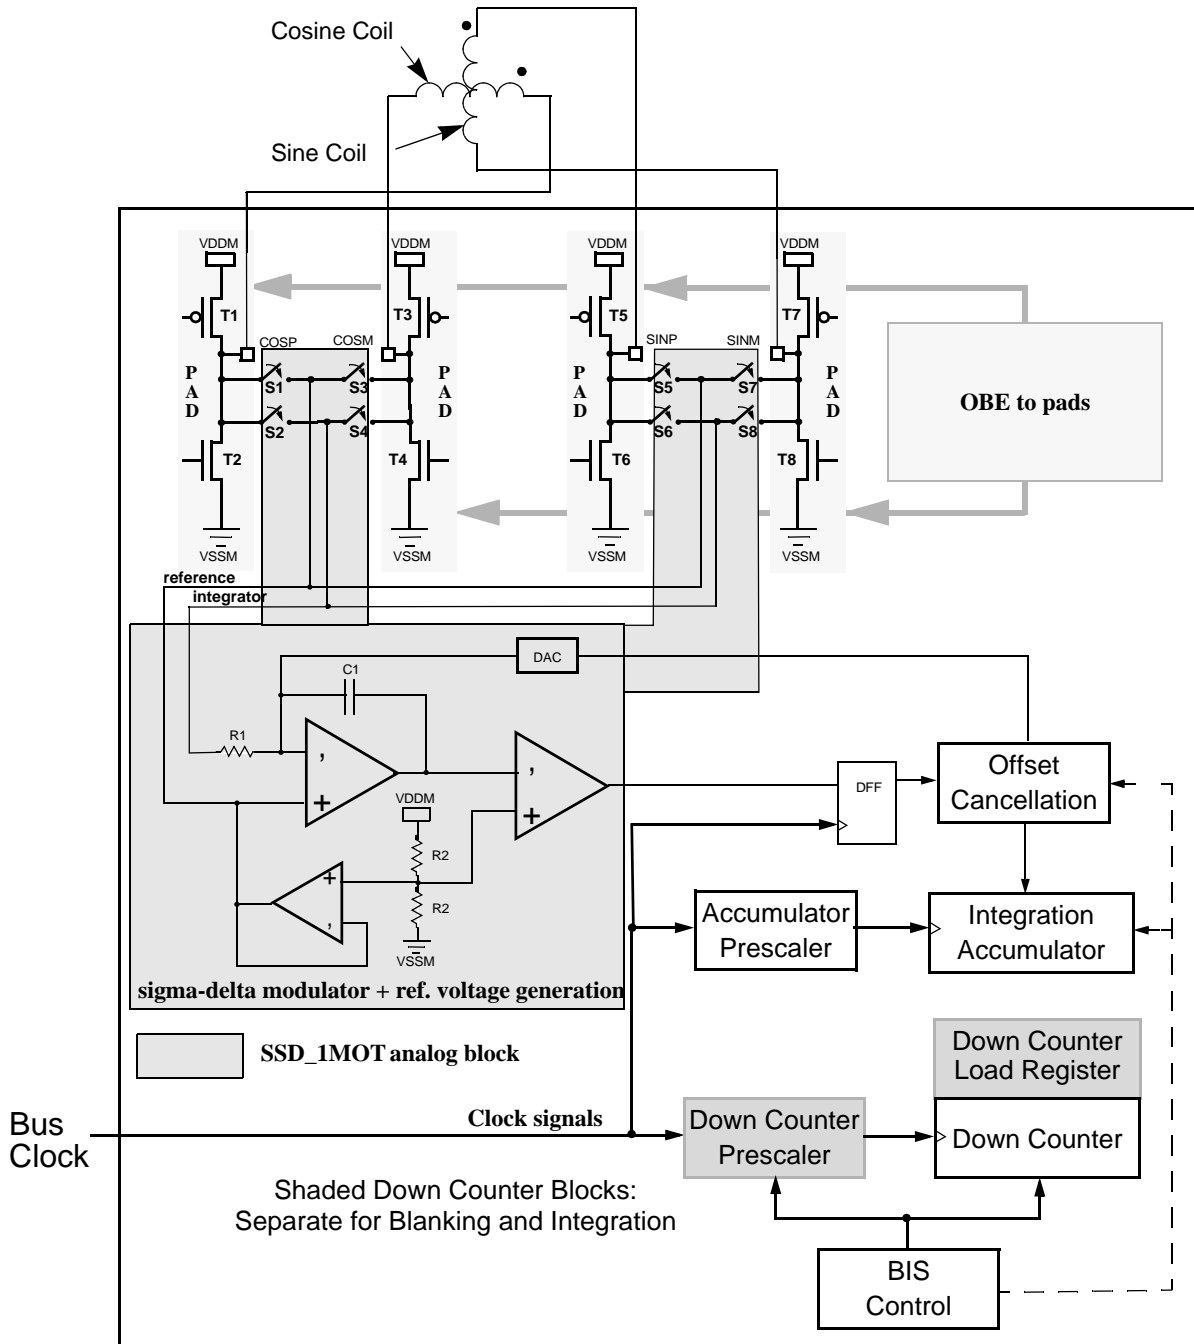 Cosine Coil
Sine Coil
VDDM
VDDM
VDDM
VDDM
T1
T3
T5
T7
COSP
COSM
SINP
SINM
P
A
D
S1
S3
P
A
D
P
A
D
S5
S7
P
A
D
S2
S4
S6
S8
OBE to pads
T2
T4
T6
T8
VSSM
VSSM
VSSM
VSSM
reference
integrator
DAC
C1
R1
,
+
,
+
VDDM
R2
+
,
R2
VSSM
DFF
Offset
Cancellation
Accumulator
Prescaler
Integration
Accumulator
sigma-delta modulator + ref. voltage generation
SSD_1MOT analog block
Down Counter
Load Register
Bus
Clock
Clock signals
Down Counter
Prescaler
Down Counter
Shaded Down Counter Blocks:
Separate for Blanking and Integration
BIS
Control